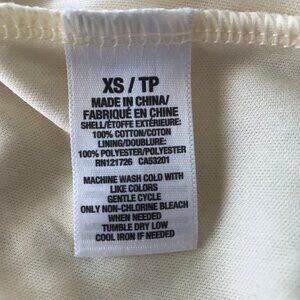 XS / TP
MADE IN CHINA/
FABRIQUÉ EN CHINE
SHELL/ÉTOFFE EXTÉRIEURE:
100% COTTON/COTON
LINING/DOUBLURE:
100% POLYESTER/POLYESTER
RN121726 CA53201
MACHINE WASH COLD WITH
LIKE COLORS
GENTLE CYCLE
ONLY NON-CHLORINE BLEACH
WHEN NEEDED
TUMBLE DRY LOW
COOL IRON IF NEEDED